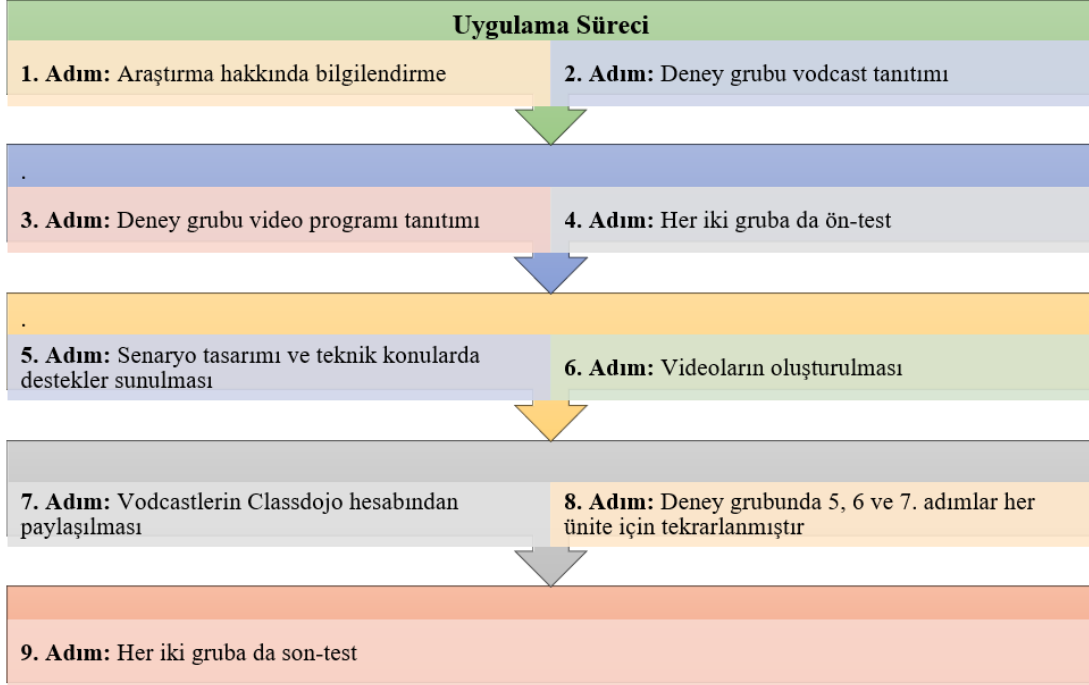 Uygulama Süreci
1. Adım: Araştırma hakkında bilgilendirme
2. Adım: Deney grubu vodcast tanıtımı
.
3. Adım: Deney grubu video programı tanıtımı
4. Adım: Her iki gruba da ön-test
.
5. Adım: Senaryo tasarımı ve teknik konularda
destekler sunulması
6. Adım: Videoların oluşturulması
7. Adım: Vodcastlerin Classdojo hesabından
paylaşılması
8. Adım: Deney grubunda 5, 6 ve 7. adımlar her
ünite için tekrarlanmıştır
9. Adım: Her iki gruba da son-test